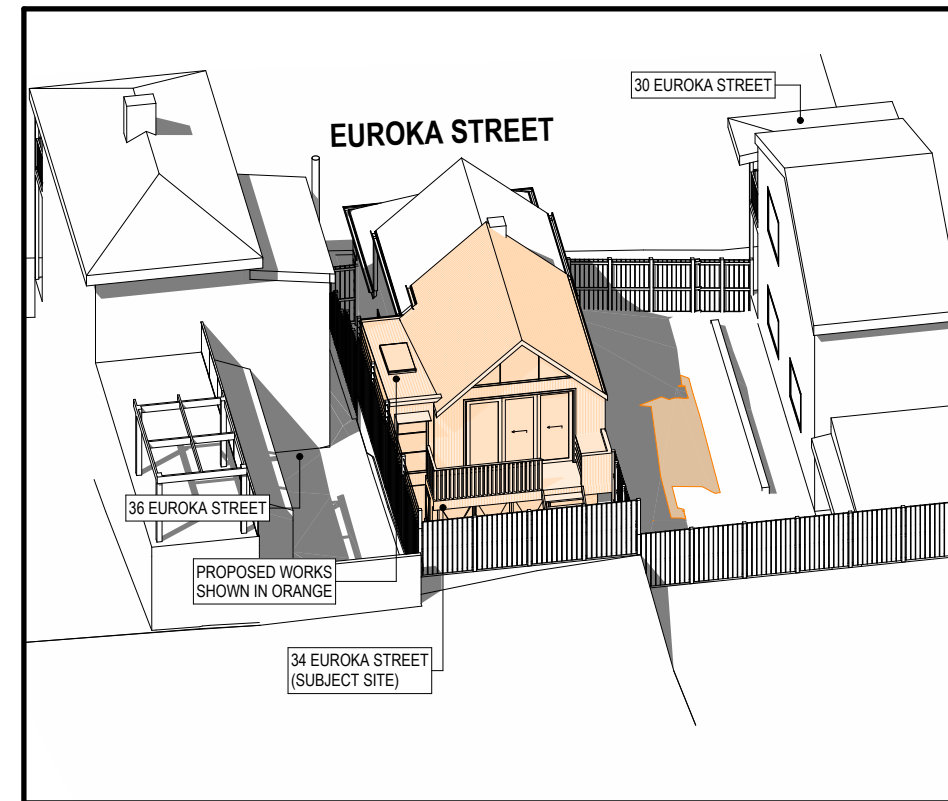 30 EUROKA STREET
EUROKA STREET
36 EUROKA STREET
PROPOSED WORKS
SHOWN IN ORANGE
34 EUROKA STREET
(SUBJECT SITE)